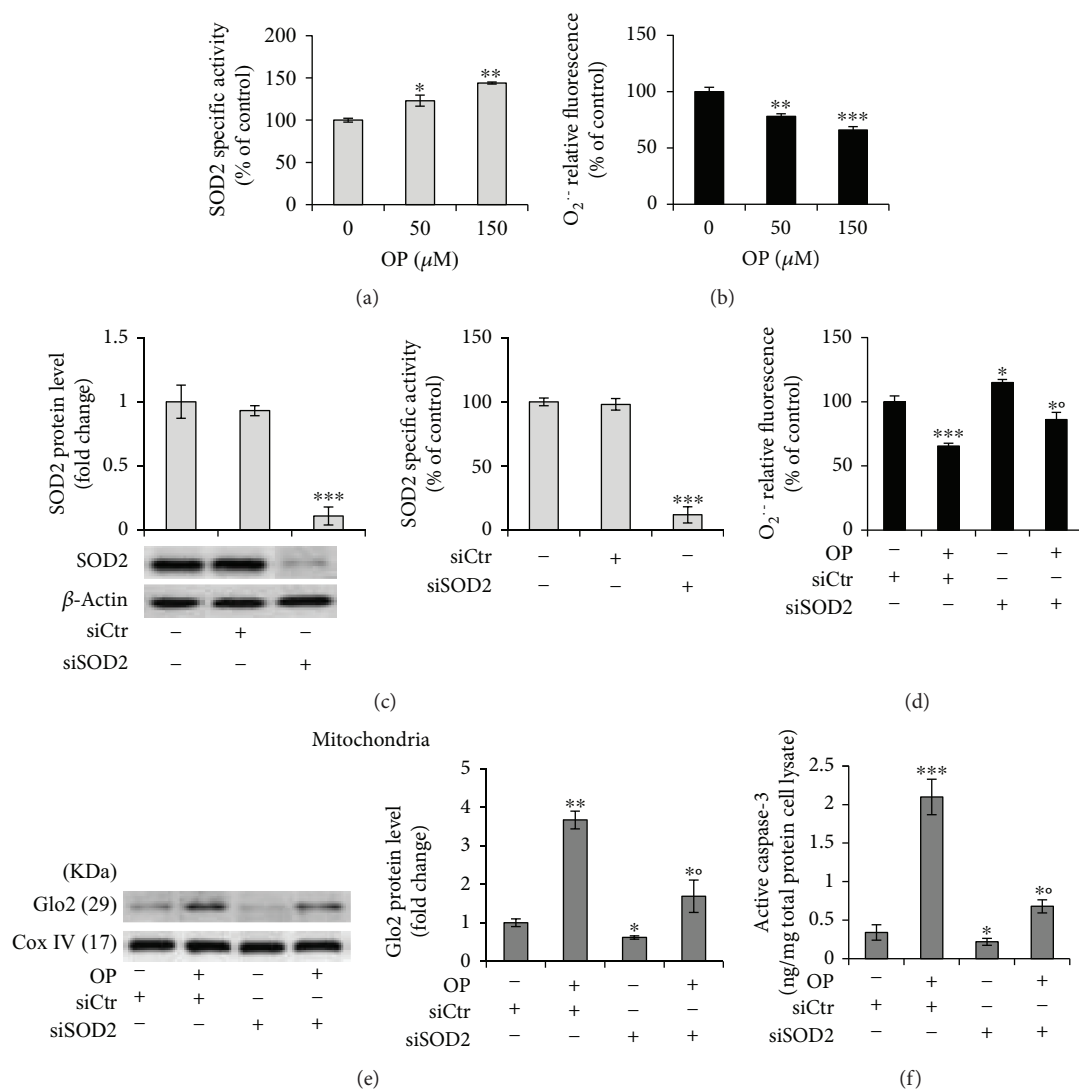 SOD2 specific activity
(% of control)
200
150
100
50
0
*
**
0 50 150
OP (μM)
(a)
O2·- relative fluorescence
(% of control)
150
100
50
0
**
***
0 50 150
OP (μM)
(b)
SOD2 protein level
(fold change)
1.5
1
0.5
0
***
SOD2
β-Actin
siCtr − + −
siSOD2 − − +
SOD2 specific activity
(% of control)
150
100
50
0
***
siCtr − + −
siSOD2 − − +
(c)
O2·- relative fluorescence
(% of control)
150
100
50
0
***
*
*°
OP − + − +
siCtr + + − −
siSOD2 − − + +
(d)
Mitochondria
(KDa)
Glo2 (29)
Cox IV (17)
OP − + − +
siCtr + + − −
siSOD2 − − + +
Glo2 protein level
(fold change)
5
4
3
2
1
0
**
*
*°
OP − + − +
siCtr + + − −
siSOD2 − − + +
(e)
Active caspase-3
(ng/mg total protein cell lysate)
2.5
2
1.5
1
0.5
0
***
*
*°
OP − + − +
siCtr + + − −
siSOD2 − − + +
(f)